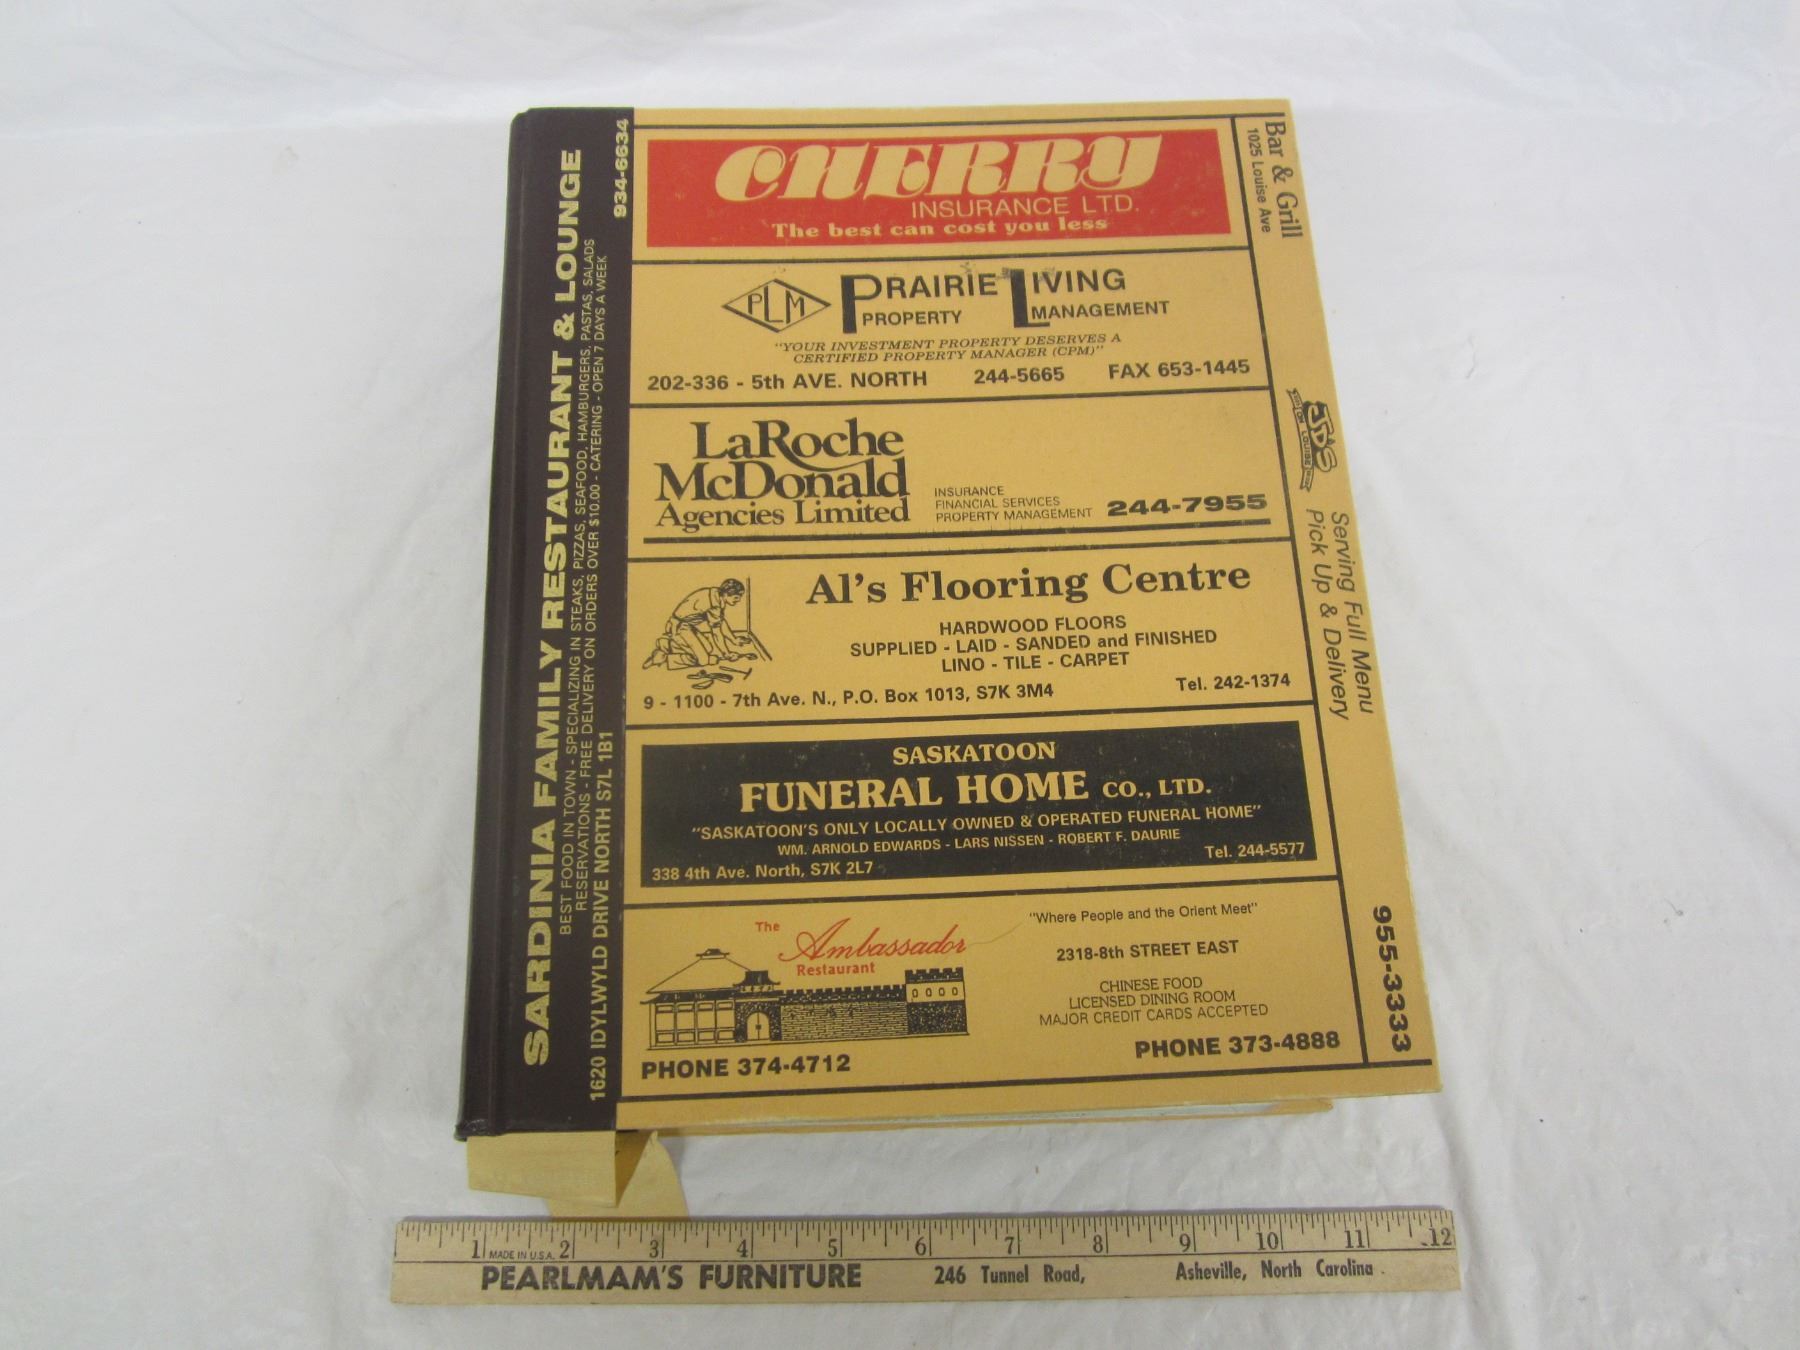 SARDINIA FAMILY RESTAURANT & LOUNGE
BEST FOOD IN TOWN - SPECIALIZING IN STEAKS, PIZZAS, SEAFOOD, HAMBURGERS, PASTAS, SALADS
RESERVATIONS - FREE DELIVERY ON ORDERS OVER $10.00 - CATERING - OPEN 7 DAYS A WEEK
1620 IDYLWYLD DRIVE NORTH S7L 1B1
934-6634
CHERRY
INSURANCE LTD.
The best can cost you less
PLM
PRAIRIE LIVING
PROPERTY MANAGEMENT
"YOUR INVESTMENT PROPERTY DESERVES A
CERTIFIED PROPERTY MANAGER (CPM)"
202-336 - 5th AVE. NORTH 244-5665 FAX 653-1445
LaRoche
McDonald
Agencies Limited
INSURANCE
FINANCIAL SERVICES
PROPERTY MANAGEMENT
244-7955
Al's Flooring Centre
HARDWOOD FLOORS
SUPPLIED - LAID - SANDED and FINISHED
LINO - TILE - CARPET
9 - 1100 - 7th Ave. N., P.O. Box 1013, S7K 3M4 Tel. 242-1374
SASKATOON
FUNERAL HOME CO., LTD.
"SASKATOON'S ONLY LOCALLY OWNED & OPERATED FUNERAL HOME"
WM. ARNOLD EDWARDS - LARS NISSEN - ROBERT F. DAURIE
338 4th Ave. North, S7K 2L7 Tel. 244-5577
The
Ambassador
Restaurant
"Where People and the Orient Meet"
2318-8th STREET EAST
CHINESE FOOD
LICENSED DINING ROOM
MAJOR CREDIT CARDS ACCEPTED
PHONE 374-4712 PHONE 373-4888
Bar & Grill
1025 Louise Ave
JD'S
ON LOUISE
Serving Full Menu
Pick Up & Delivery
955-3333
1 2 3 4 5 6 7 8 9 10 11 12
MADE IN U.S.A.
PEARLMAM'S FURNITURE 246 Tunnel Road, Asheville, North Carolina